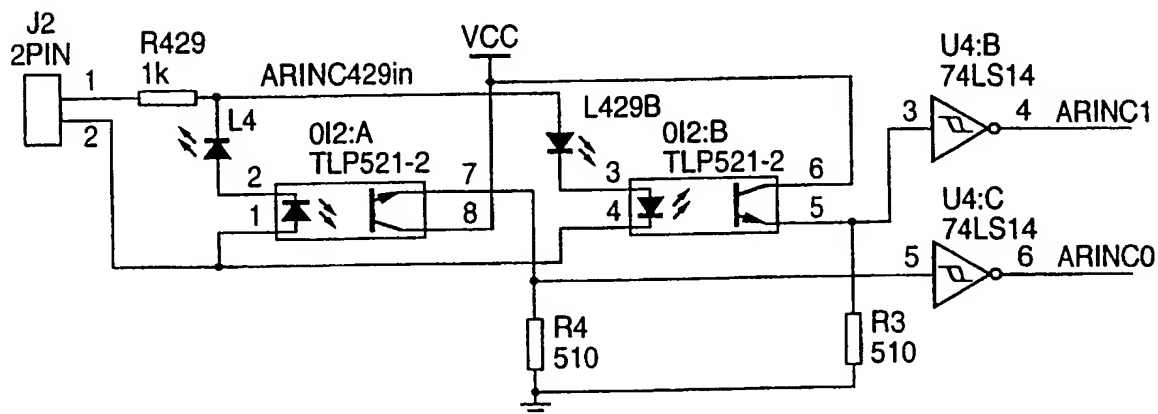 J2
2PIN
1
2
R429
1k
L4
ARINC429in
VCC
OI2:A
TLP521-2
2
1
7
8
L429B
OI2:B
TLP521-2
3
4
6
5
U4:B
74LS14
3
4
ARINC1
U4:C
74LS14
5
6
ARINC0
R4
510
R3
510